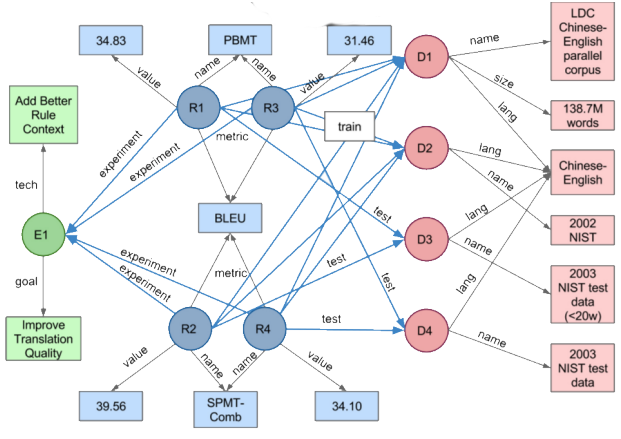 34.83
PBMT
31.46
LDC
Chinese-
English
parallel
corpus
name
D1
value
name
name
value
size
138.7M
words
Add Better
Rule
Context
R1
R3
train
lang
metric
experiment
experiment
D2
lang
Chinese-
English
name
tech
BLEU
test
lang
2002
NIST
E1
experiment
test
D3
name
goal
experiment
metric
test
lang
2003
NIST test
data
(<20w)
Improve
Translation
Quality
R2
R4
test
D4
name
value
name
name
value
2003
NIST test
data
39.56
SPMT-
Comb
34.10